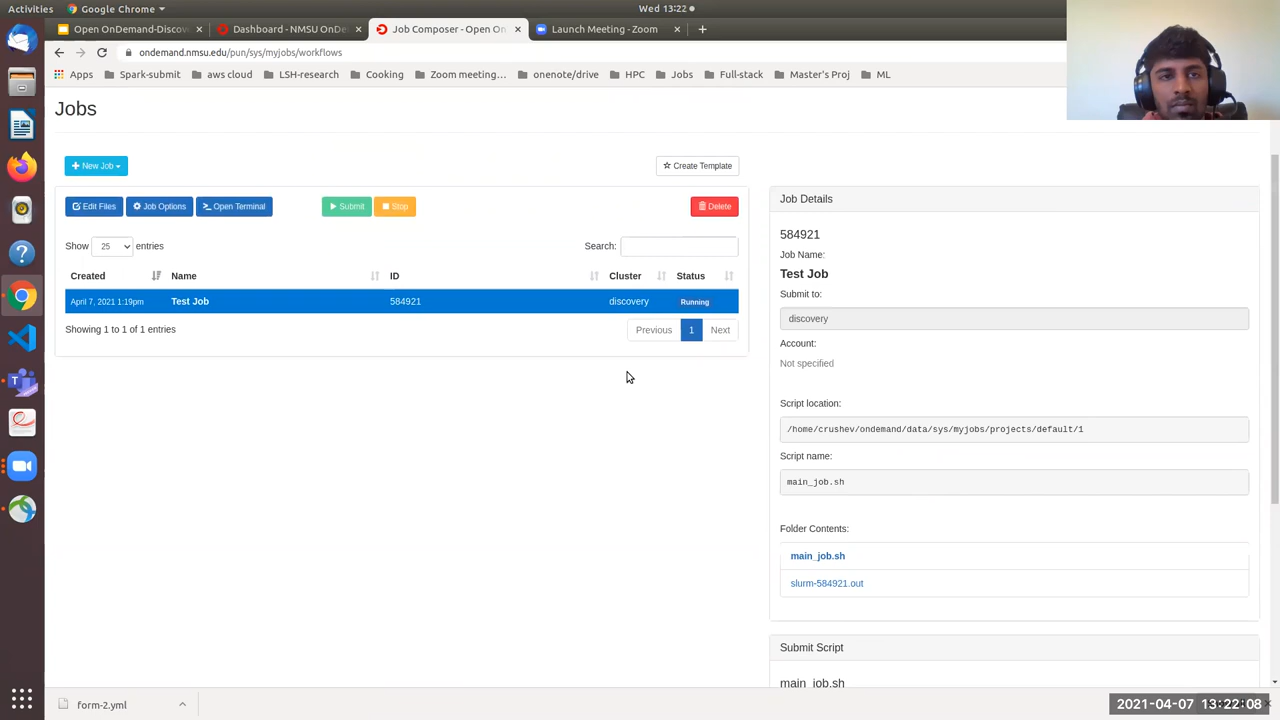 Activities
Google Chrome
Wed 13:22
Open OnDemand-Discov
Dashboard - NMSU OnDe
Job Composer - Open On
Launch Meeting - Zoom
ondemand.nmsu.edu/pun/sys/myjobs/workflows
Apps
Spark-submit
aws cloud
LSH-research
Cooking
Zoom meeting...
onenote/drive
HPC
Jobs
Full-stack
Master's Proj
ML
Jobs
New Job
Create Template
Edit Files
Job Options
Open Terminal
Submit
Stop
Delete
Show 25 entries
Search:
Created Name ID Cluster Status
April 7, 2021 1:19pm Test Job 584921 discovery Running
Showing 1 to 1 of 1 entries
Previous 1 Next
Job Details
584921
Job Name:
Test Job
Submit to:
discovery
Account:
Not specified
Script location:
/home/crushev/ondemand/data/sys/myjobs/projects/default/1
Script name:
main_job.sh
Folder Contents:
main_job.sh
slurm-584921.out
Submit Script
main_job.sh
form-2.yml
2021-04-07 13:22:08